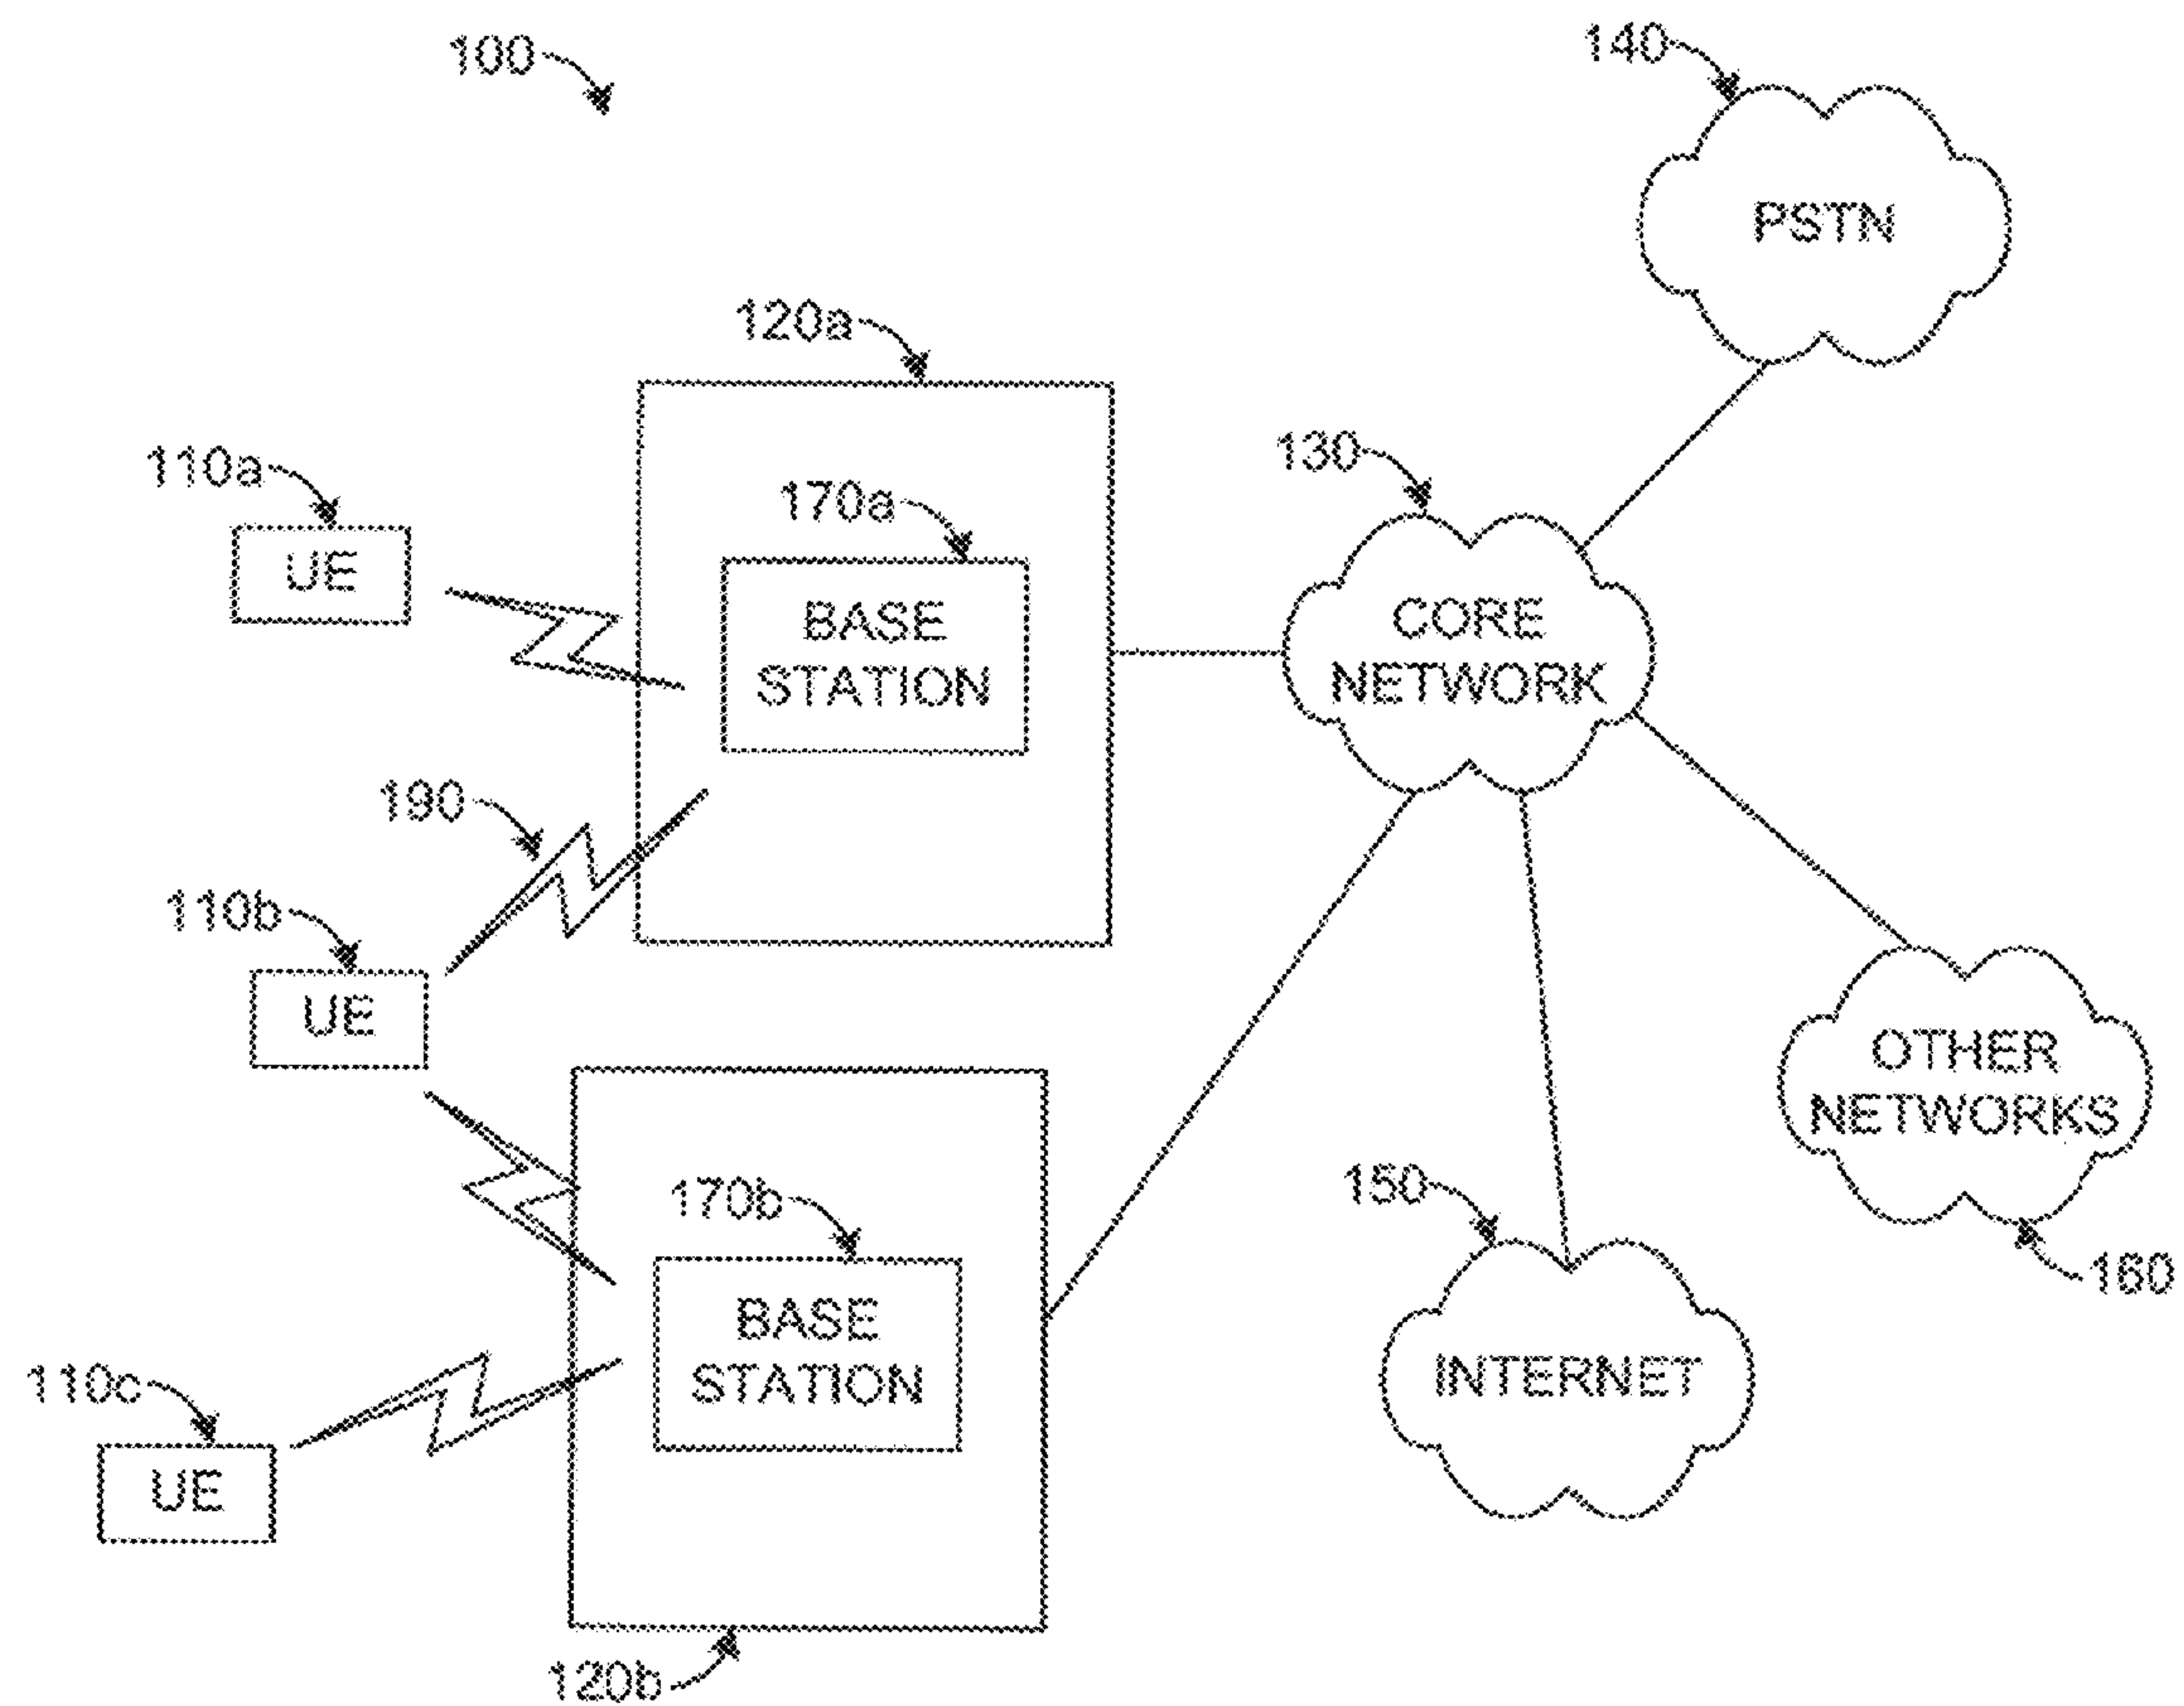 100
140
PSTN
120a
110a
130
170a
UE
BASE
STATION
CORE
NETWORK
190
110b
UE
OTHER
NETWORKS
170b
150
160
BASE
STATION
INTERNET
110c
UE
120b